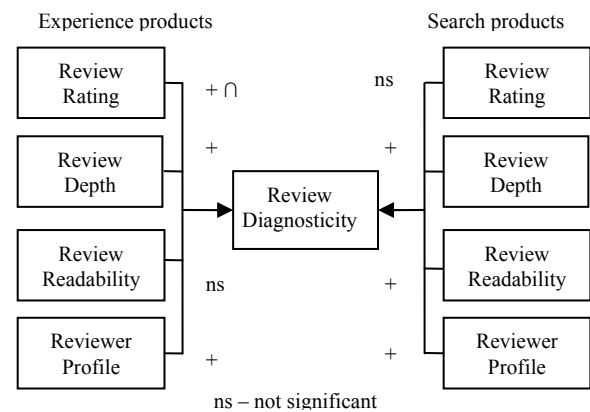 Experience products
Search products
Review
Rating
+ ∩
ns
Review
Rating
Review
Depth
+
+
Review
Depth
Review
Diagnosticity
Review
Readability
ns
+
Review
Readability
Reviewer
Profile
+
+
Reviewer
Profile
ns – not significant